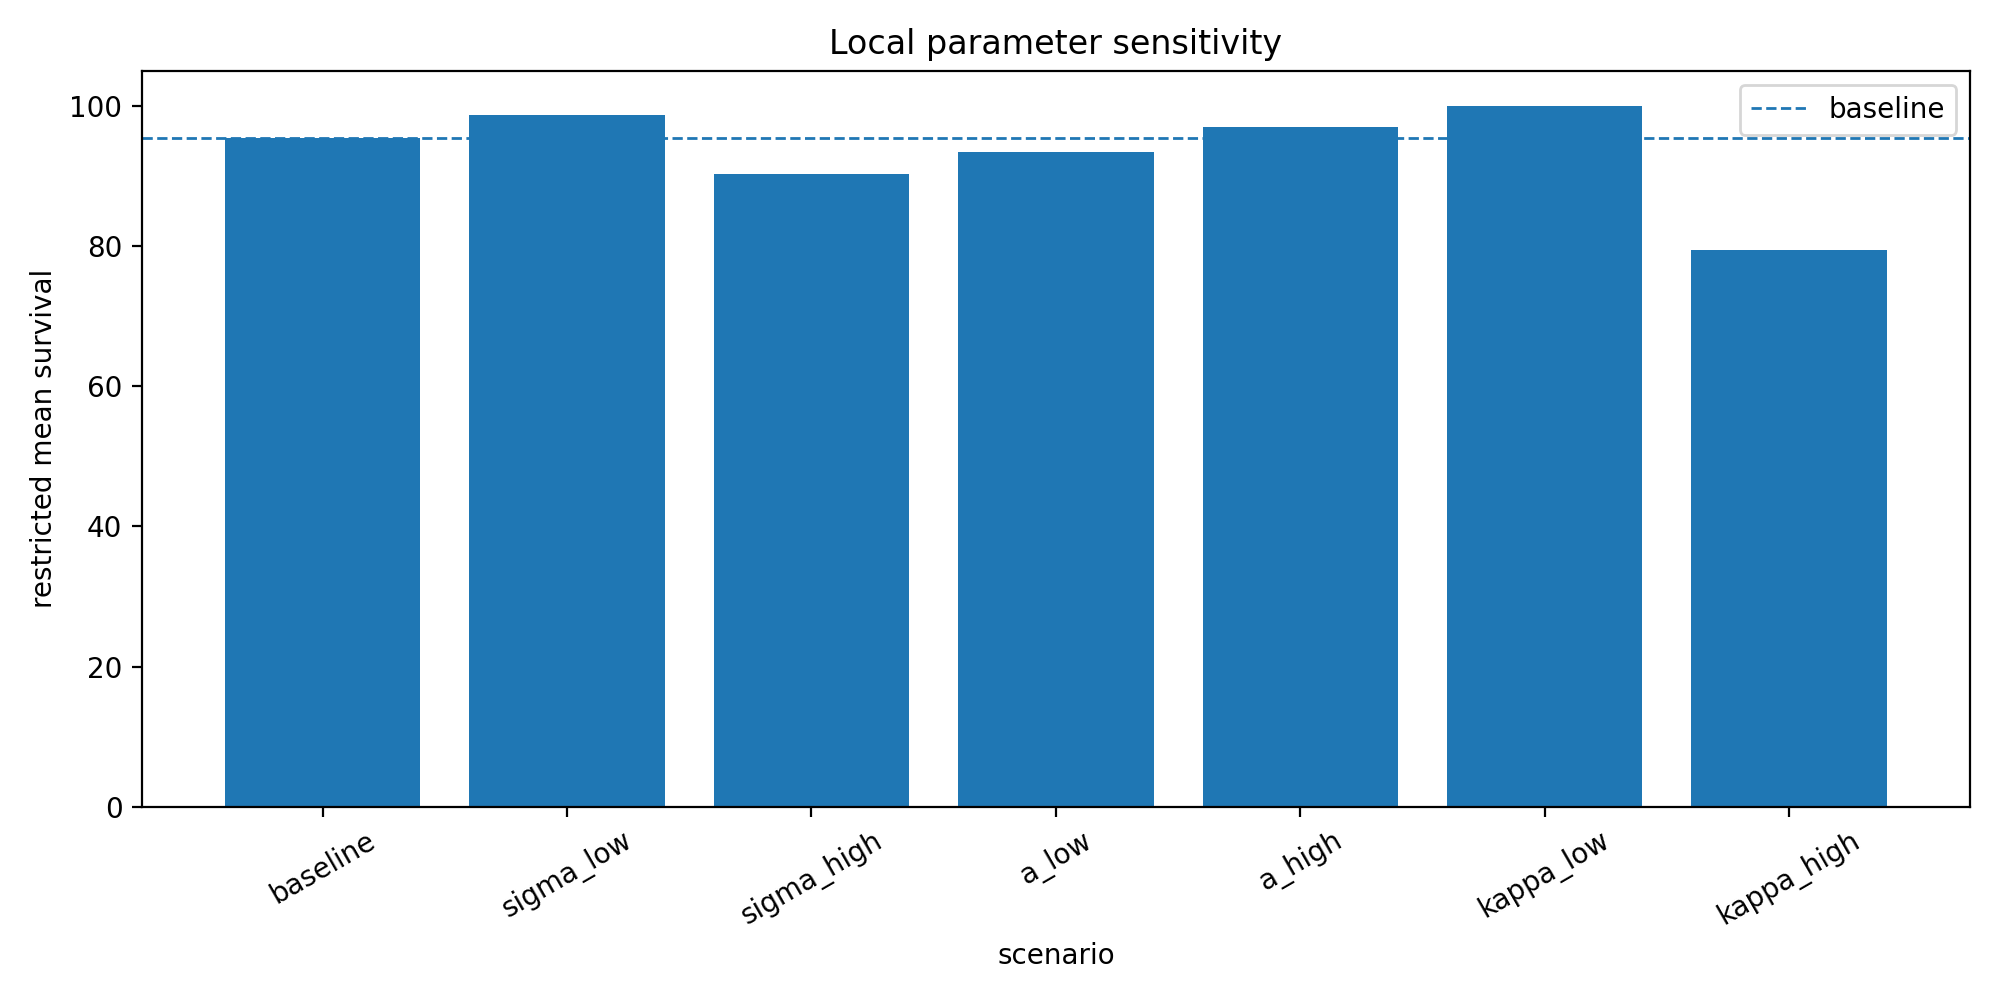 Local parameter sensitivity
baseline
restricted mean survival
100
80
60
40
20
0
baseline
sigma_low
sigma_high
a_low
a_high
kappa_low
kappa_high
scenario